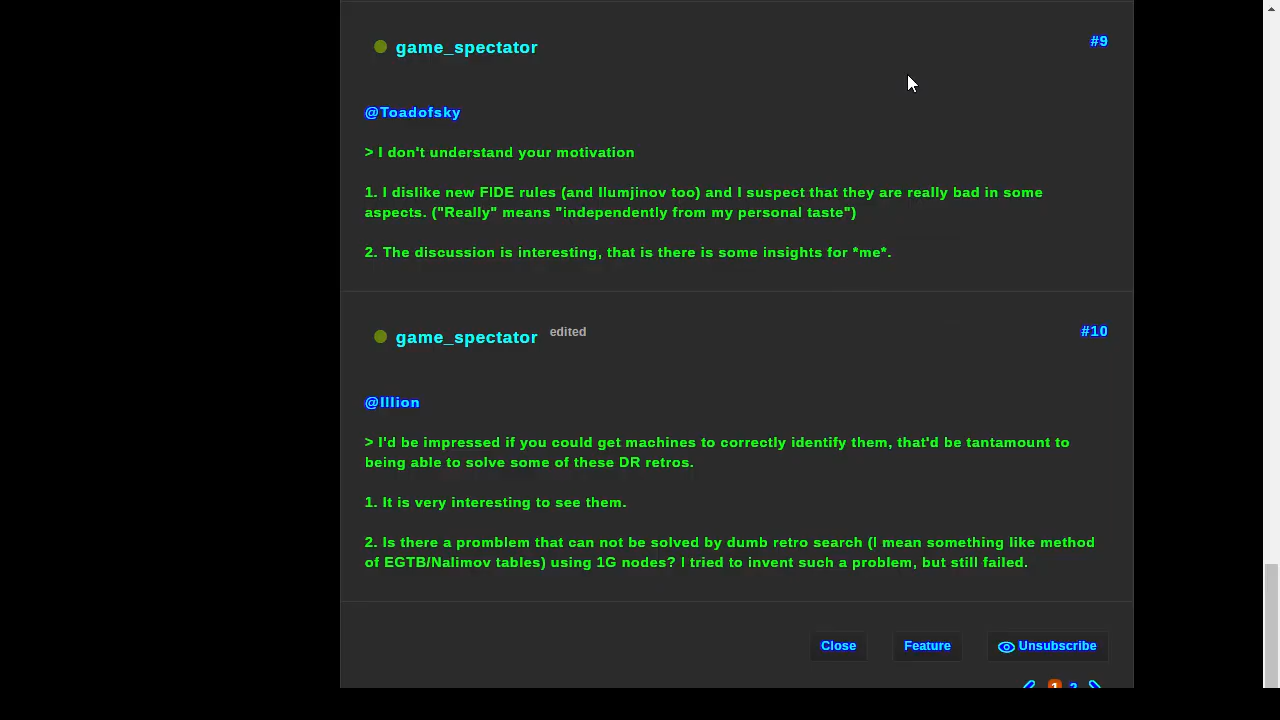 game_spectator
#9
@Toadofsky
> I don't understand your motivation
1. I dislike new FIDE rules (and Ilumjinov too) and I suspect that they are really bad in some
aspects. ("Really" means "independently from my personal taste")
2. The discussion is interesting, that is there is some insights for *me*.
game_spectator edited
#10
@Illion
> I'd be impressed if you could get machines to correctly identify them, that'd be tantamount to
being able to solve some of these DR retros.
1. It is very interesting to see them.
2. Is there a promblem that can not be solved by dumb retro search (I mean something like method
of EGTB/Nalimov tables) using 1G nodes? I tried to invent such a problem, but still failed.
Close Feature Unsubscribe
1 2